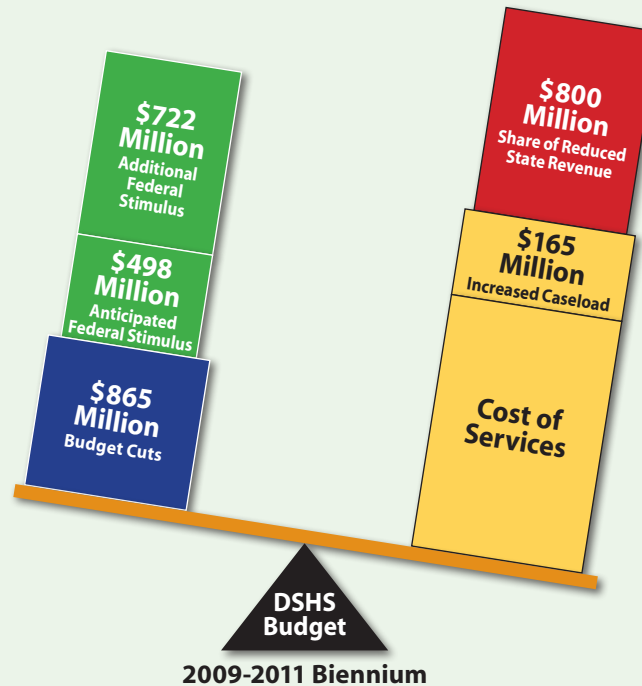 $722
Million
Additional
Federal
Stimulus
$498
Million
Anticipated
Federal Stimulus
$865
Million
Budget Cuts
$800
Million
Share of Reduced
State Revenue
$165
Million
Increased Caseload
Cost of
Services
DSHS
Budget
2009-2011 Biennium